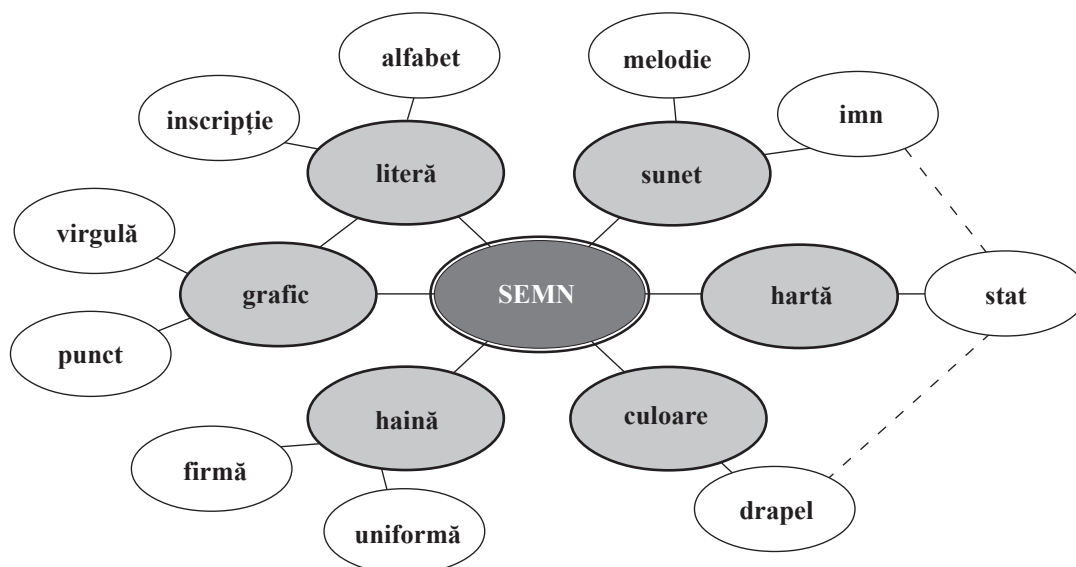 alfabet
melodie
inscripție
imn
literă
sunet
virgulă
grafic
SEMN
hartă
stat
punct
haină
culoare
firmă
uniformă
drapel